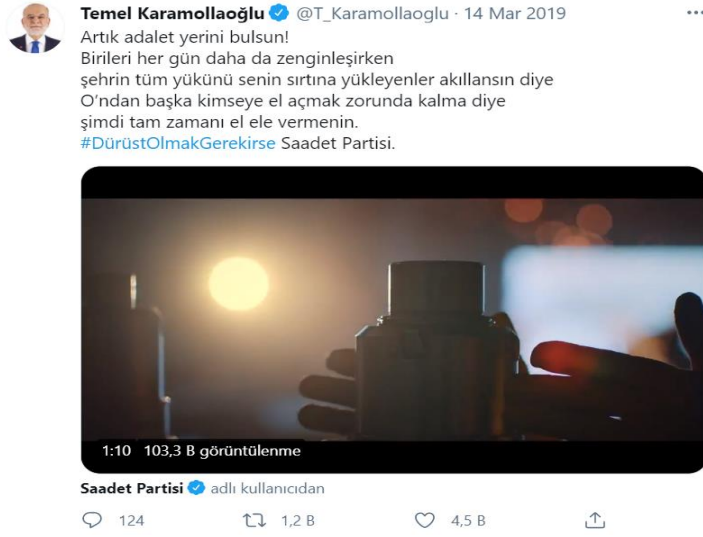 Temel Karamollaoğlu @T_Karamollaoglu · 14 Mar 2019
Artık adalet yerini bulsun!
Birileri her gün daha da zenginleşirken
şehrin tüm yükünü senin sırtına yükleyenler akıllansın diye
O'ndan başka kimseye el açmak zorunda kalma diye
şimdi tam zamanı el ele vermenin.
#DürüstOlmakGerekirse Saadet Partisi.
1:10 103,3 B görüntülenme
Saadet Partisi adlı kullanıcıdan
124 1,2 B 4,5 B